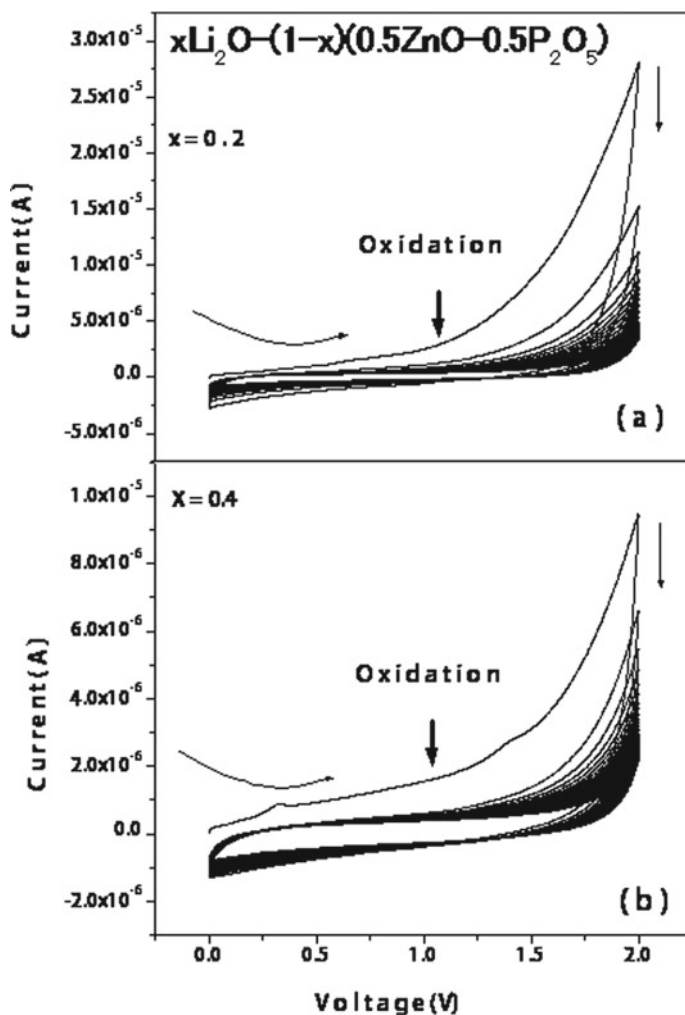 xLi₂O-(1-x)(0.5ZnO-0.5P₂O₅)
3.0x10⁻⁵
2.5x10⁻⁵
x = 0.2
2.0x10⁻⁵
1.5x10⁻⁵
Oxidation
1.0x10⁻⁵
5.0x10⁻⁶
0.0
(a)
-5.0x10⁻⁶
Current(A)
1.0x10⁻⁵
X = 0.4
8.0x10⁻⁶
6.0x10⁻⁶
Oxidation
4.0x10⁻⁶
2.0x10⁻⁶
0.0
(b)
-2.0x10⁻⁶
Current(A)
0.0 0.5 1.0 1.5 2.0
Voltage(V)